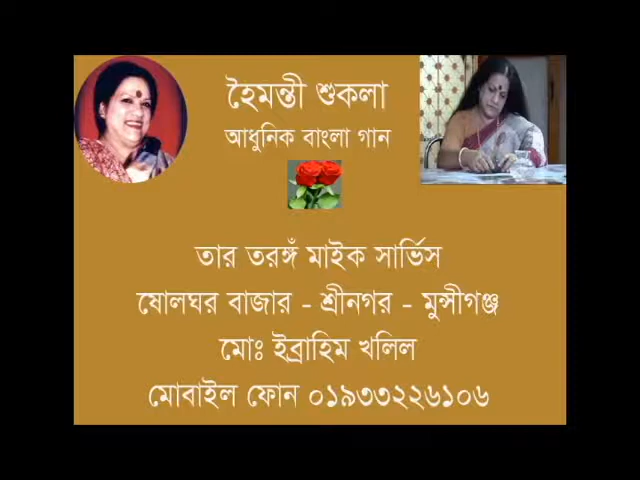 হৈমন্তী শুকলা
আধুনিক বাংলা গান
তার তরঙ্গঁ মাইক সার্ভিস
ষোলঘর বাজার - শ্রীনগর - মুন্সীগঞ্জ
মোঃ ইব্রাহিম খলিল
মোবাইল ফোন ০১৯৩৩২২৬১০৬